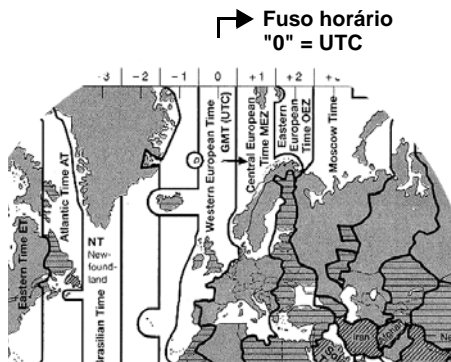 Fuso horário
"0" = UTC
-3 -2 -1 0 +1 +2
Eastern Time ET
Atlantic Time AT
NT
New-
found-
land
Brasilian Time
Western European Time
GMT (UTC)
Central European
Time MEZ
Eastern
European
Time OEZ
Moscow Time
Iran